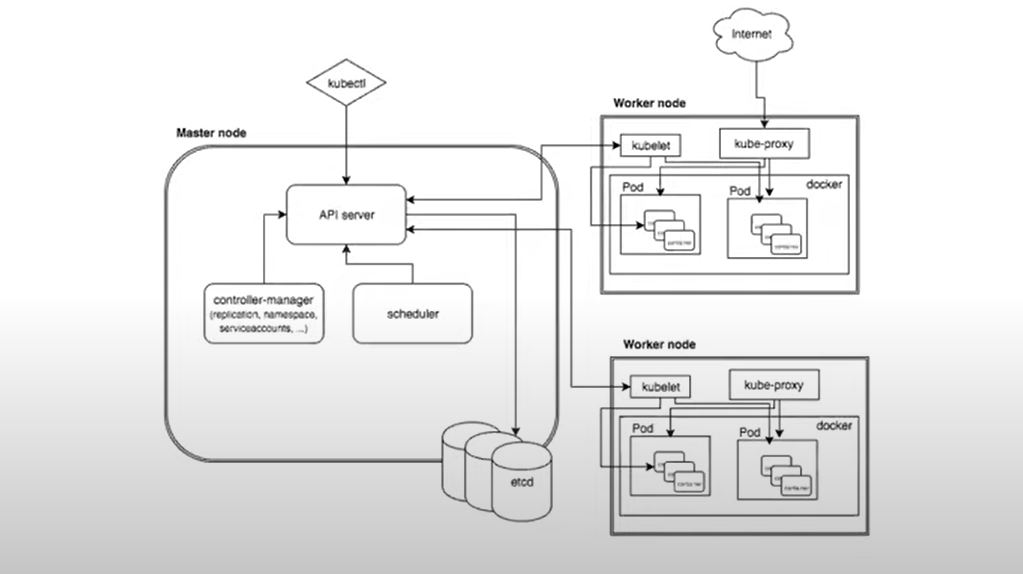 Internet
kubectl
Master node
API server
controller-manager
(replication, namespace,
serviceaccounts, ...)
scheduler
etcd
Worker node
kubelet
kube-proxy
docker
Pod
Pod
container
container
Worker node
kubelet
kube-proxy
docker
Pod
Pod
container
container